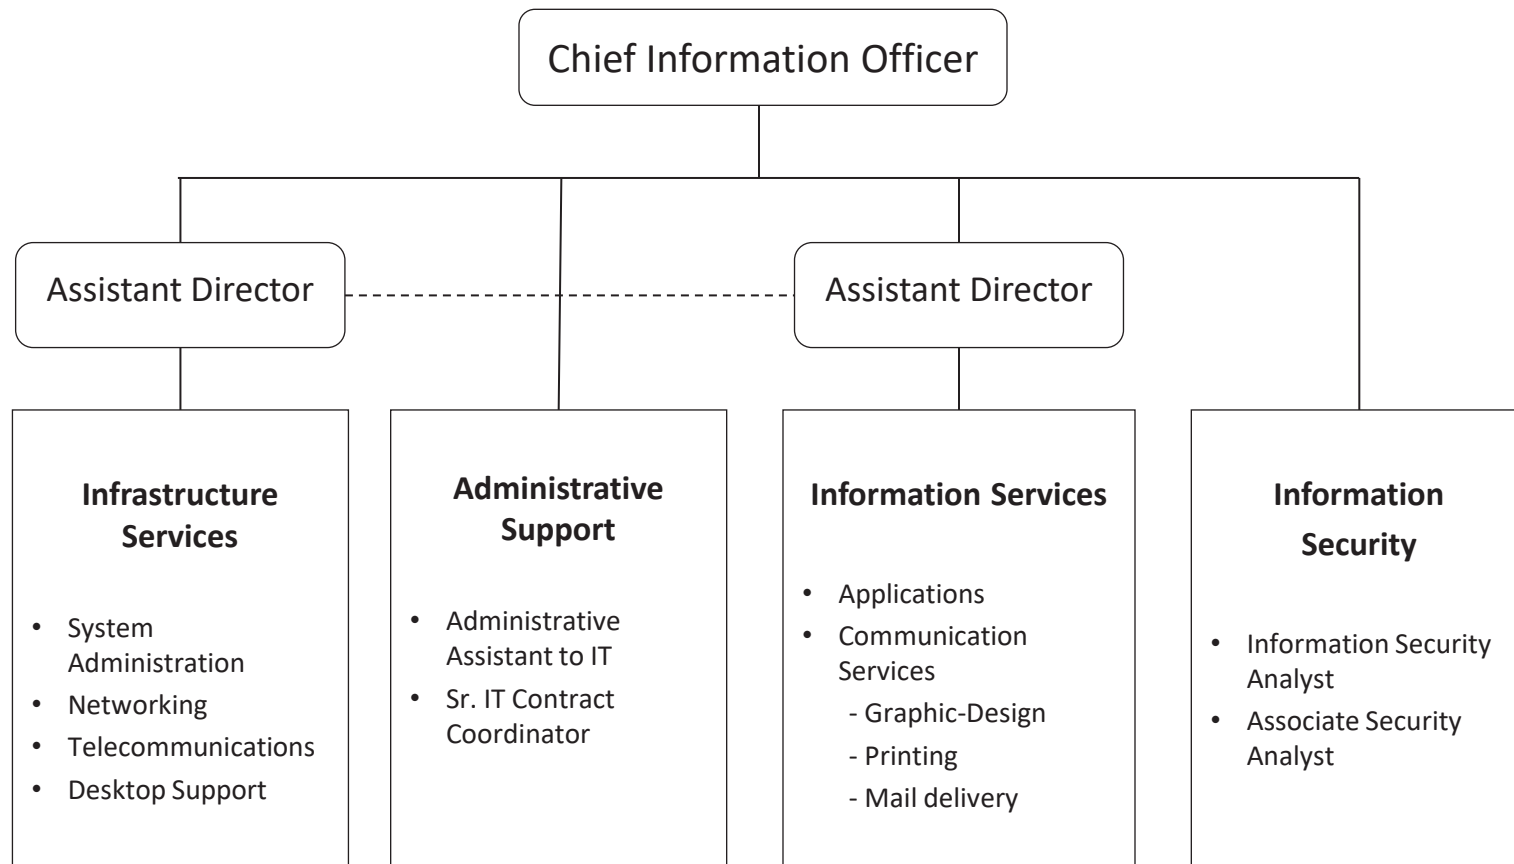 Chief Information Officer
Assistant Director
Assistant Director
Infrastructure
Services
• System
Administration
• Networking
• Telecommunications
• Desktop Support
Administrative
Support
• Administrative
Assistant to IT
• Sr. IT Contract
Coordinator
Information Services
• Applications
• Communication
Services
- Graphic-Design
- Printing
- Mail delivery
Information
Security
• Information Security
Analyst
• Associate Security
Analyst